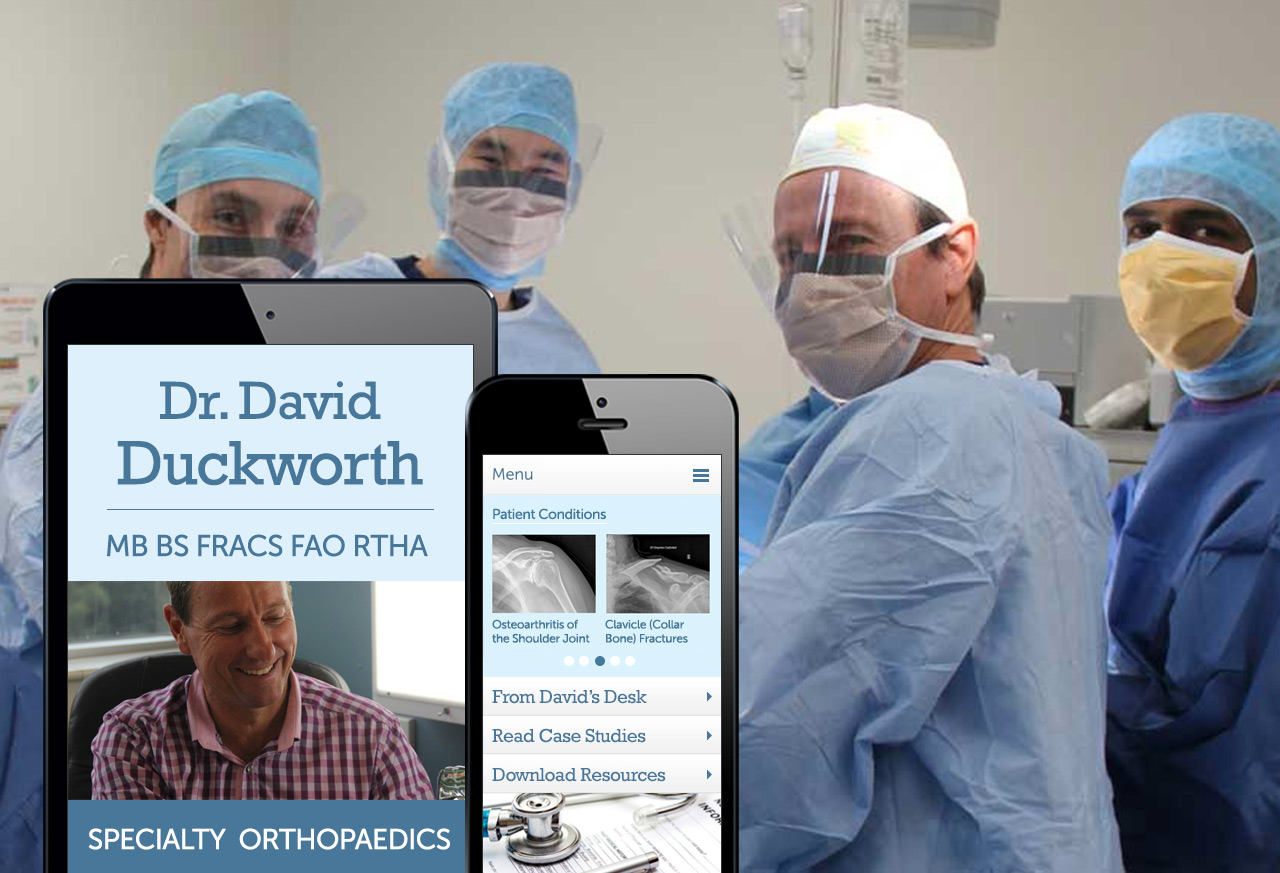 Dr. David
Duckworth
MB BS FRACS FAO RTHA
SPECIALTY ORTHOPAEDICS
Menu
Patient Conditions
Osteoarthritis of
the Shoulder Joint
Clavicle (Collar
Bone) Fractures
From David's Desk
Read Case Studies
Download Resources